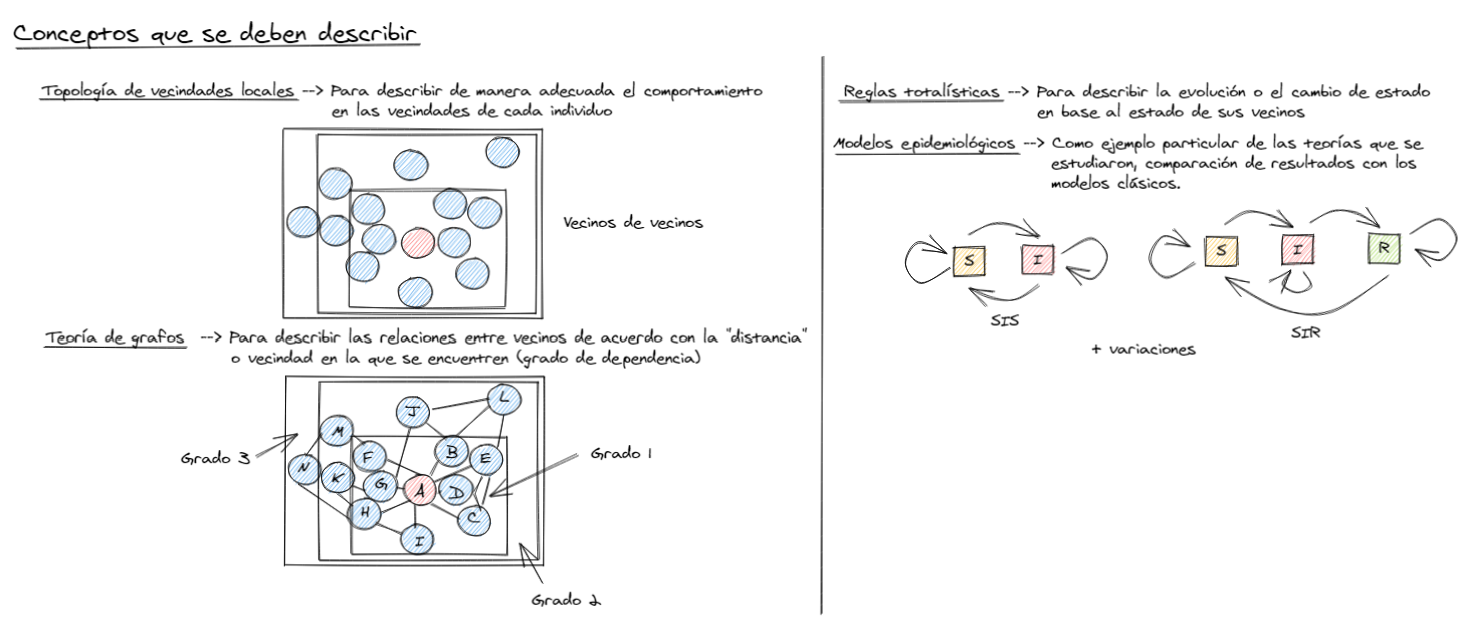 Conceptos que se deben describir
Topología de vecindades locales --> Para describir de manera adecuada el comportamiento
en las vecindades de cada individuo
Vecinos de vecinos
Teoría de grafos --> Para describir las relaciones entre vecinos de acuerdo con la "distancia"
o vecindad en la que se encuentren (grado de dependencia)
L
J
M
B
F
E
Grado 1
Grado 3
N
K
G
A
D
H
C
I
Grado 2
Reglas totalísticas --> Para describir la evolución o el cambio de estado
en base al estado de sus vecinos
Modelos epidemiológicos --> Como ejemplo particular de las teorías que se
estudiaron, comparación de resultados con los
modelos clásicos.
S I
SIS
S I R
SIR
+ variaciones